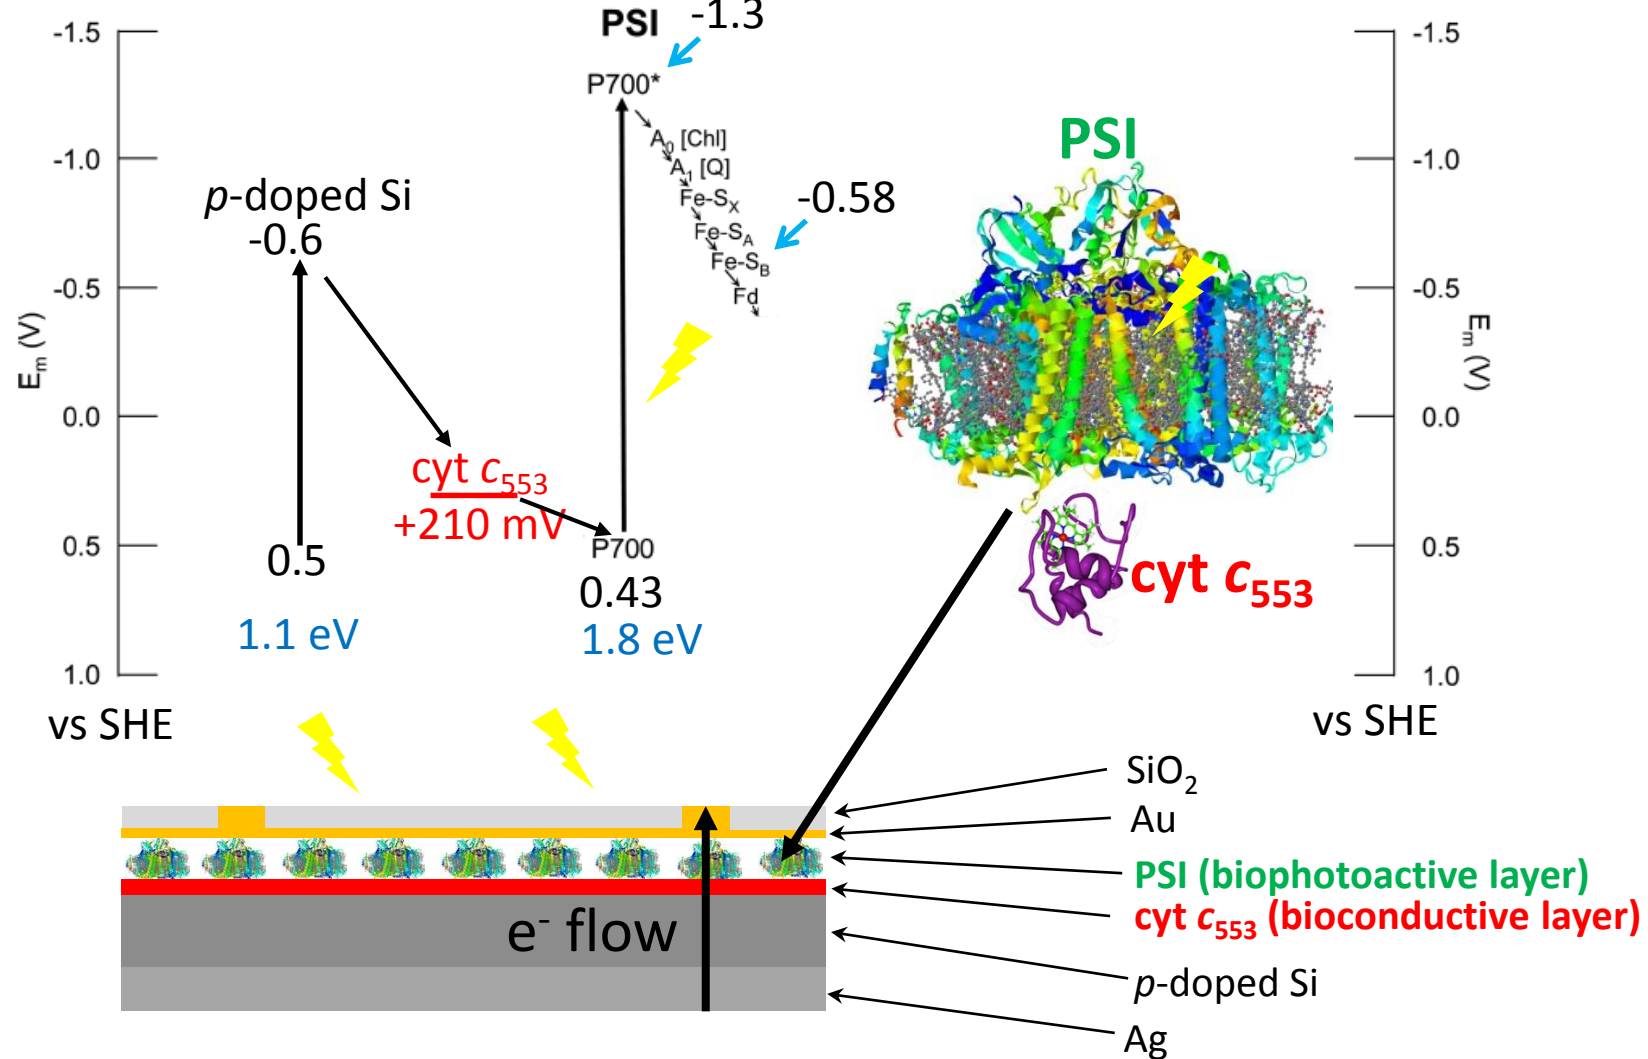 PSI
-1.3
P700*
A₀ [Chl]
A₁ [Q]
Fe-Sₓ
Fe-S_A
Fe-S_B
Fd
-0.58
-1.5
-1.0
-0.5
0.0
0.5
1.0
Eₘ (V)
vs SHE
p-doped Si
-0.6
0.5
1.1 eV
cyt c₅₅₃
+210 mV
P700
0.43
1.8 eV
PSI
cyt c₅₅₃
-1.5
-1.0
-0.5
0.0
0.5
1.0
Eₘ (V)
vs SHE
e⁻ flow
SiO₂
Au
PSI (biophotoactive layer)
cyt c₅₅₃ (bioconductive layer)
p-doped Si
Ag